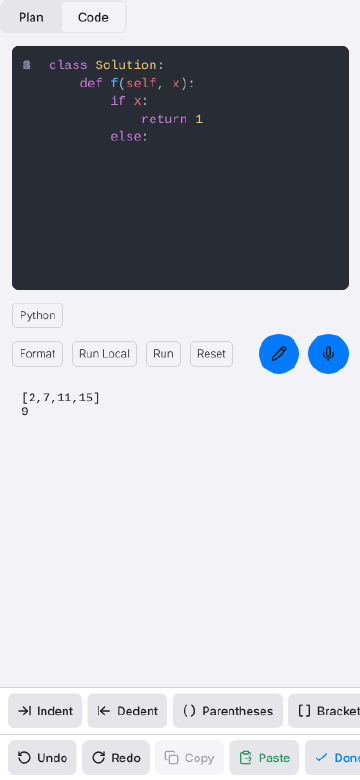 Plan Code
class Solution:
    def f(self, x):
        if x:
            return 1
        else:
Python
Format Run Local Run Reset
[2,7,11,15]
9
Indent Dedent () Parentheses [] Bracket
Undo Redo Copy Paste Done